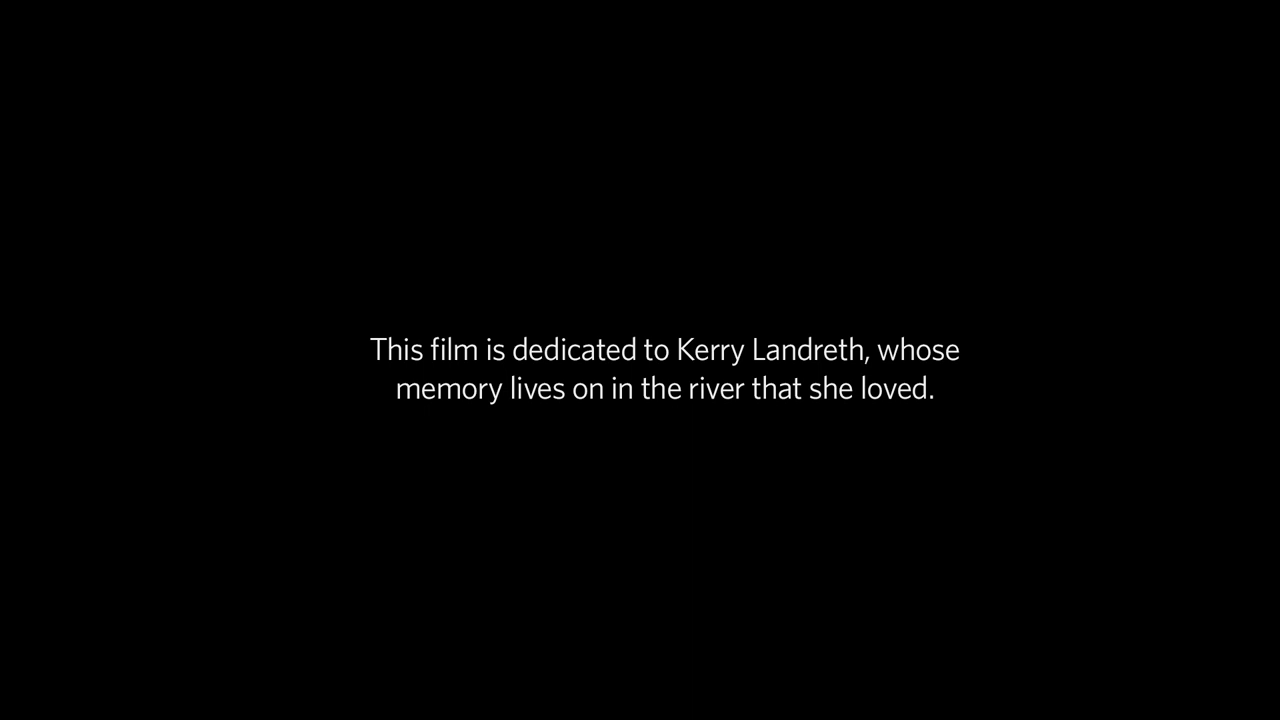 This film is dedicated to Kerry Landreth, whose
memory lives on in the river that she loved.